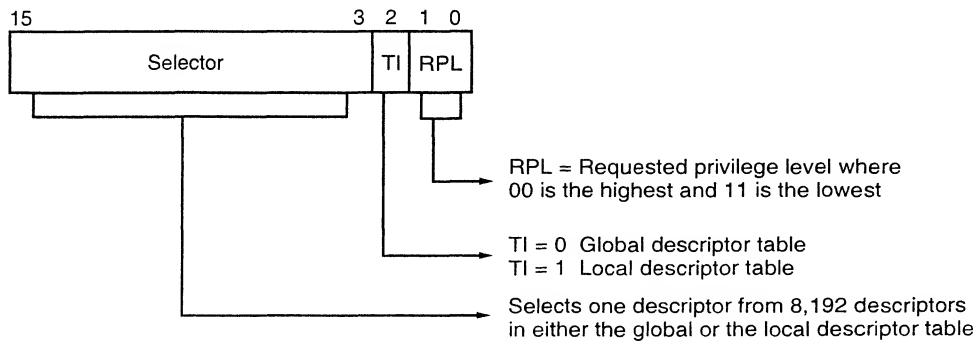 15 3 2 1 0
Selector TI RPL
RPL = Requested privilege level where
00 is the highest and 11 is the lowest
TI = 0 Global descriptor table
TI = 1 Local descriptor table
Selects one descriptor from 8,192 descriptors
in either the global or the local descriptor table